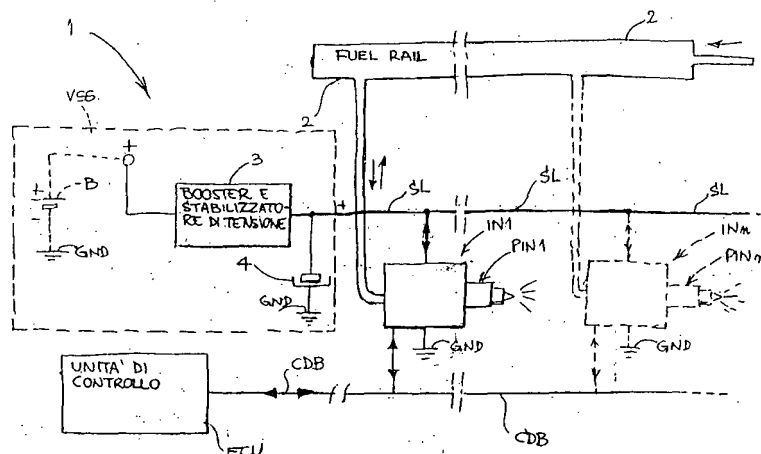 1
2
FUEL RAIL
2
VSG
+
3
+
B
-
BOOSTER E
STABILIZZATO-
RE DI TENSIONE
+
SL
SL
SL
GND
4
GND
IN1
PIN1
INn
PINn
GND
GND
UNITA' DI
CONTROLLO
CDB
CDB
ECU